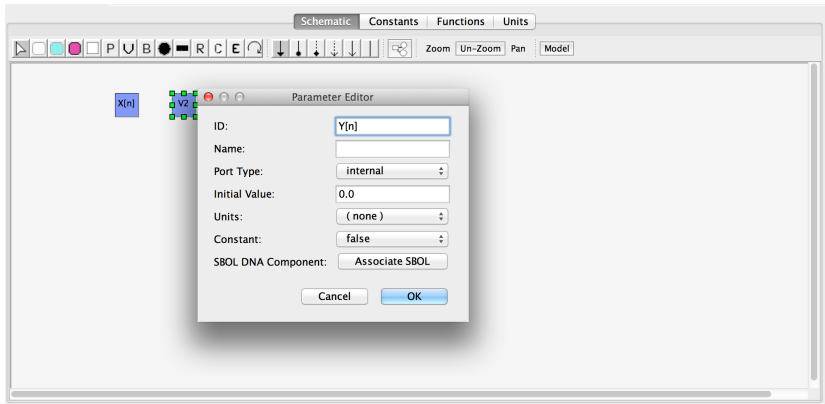 Schematic Constants Functions Units
P V B R C E Zoom Un-Zoom Pan Model
X[n] V2 Parameter Editor
ID: Y[n]
Name:
Port Type: internal
Initial Value: 0.0
Units: ( none )
Constant: false
SBOL DNA Component: Associate SBOL
Cancel OK